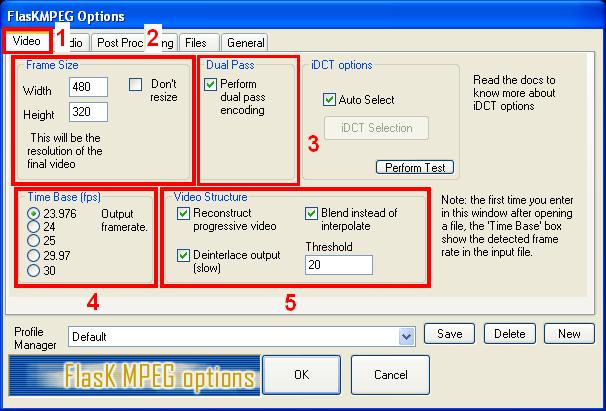 FlasKMPEG Options
Video 1 dio Post Proc 2 ng Files General
Frame Size
Width 480
Height 320
Don't
resize
This will be the
resolution of the
final video
Dual Pass
Perform
dual pass
encoding
3
iDCT options
Auto Select
iDCT Selection
Perform Test
Read the docs to
know more about
iDCT options
Time Base (fps)
23.976
24
25
29.97
30
Output
framerate.
4
Video Structure
Reconstruct
progressive video
Deinterlace output
(slow)
Blend instead of
interpolate
Threshold
20
5
Note: the first time you enter
in this window after opening
a file, the 'Time Base' box
show the detected frame
rate in the input file.
Profile
Manager
Default
Save Delete New
FlasK MPEG options
OK Cancel